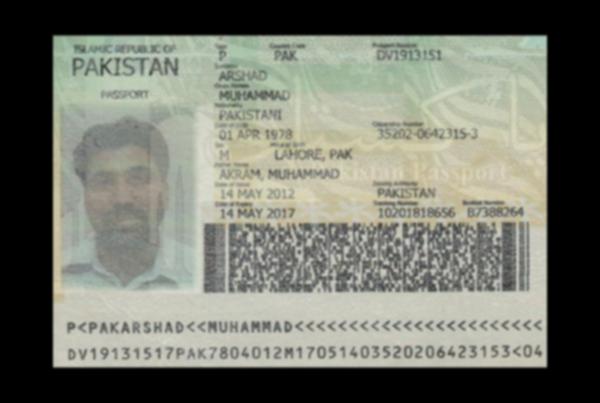 ISLAMIC REPUBLIC OF
PAKISTAN
PASSPORT
Type Country Code Passport Number
P PAK DV1913151
Surname
ARSHAD
Given Names
MUHAMMAD
Nationality
PAKISTANI
Date of Birth Citizenship Number
01 APR 1978 35202-0642315-3
Sex Place of Birth
M LAHORE, PAK
Father Name
AKRAM, MUHAMMAD
Pakistan Passport
Date of Issue Issuing Authority
14 MAY 2012 PAKISTAN
Date of Expiry Tracking Number Booklet Number
14 MAY 2017 10201818656 B7388264
P<PAKARSHAD<<MUHAMMAD<<<<<<<<<<<<<<<<<<<<<<<
DV19131517PAK7804012M17051403520206423153<04